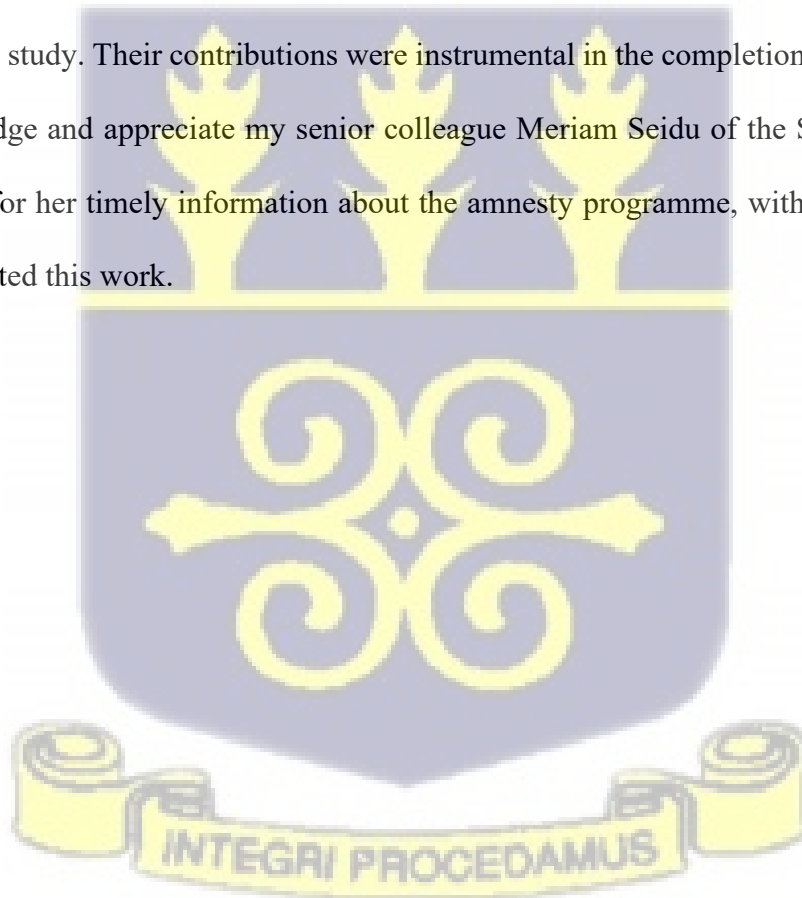 study. Their contributions were instrumental in the completion
dge and appreciate my senior colleague Meriam Seidu of the S
for her timely information about the amnesty programme, with
ted this work.
INTEGRI PROCEDAMUS